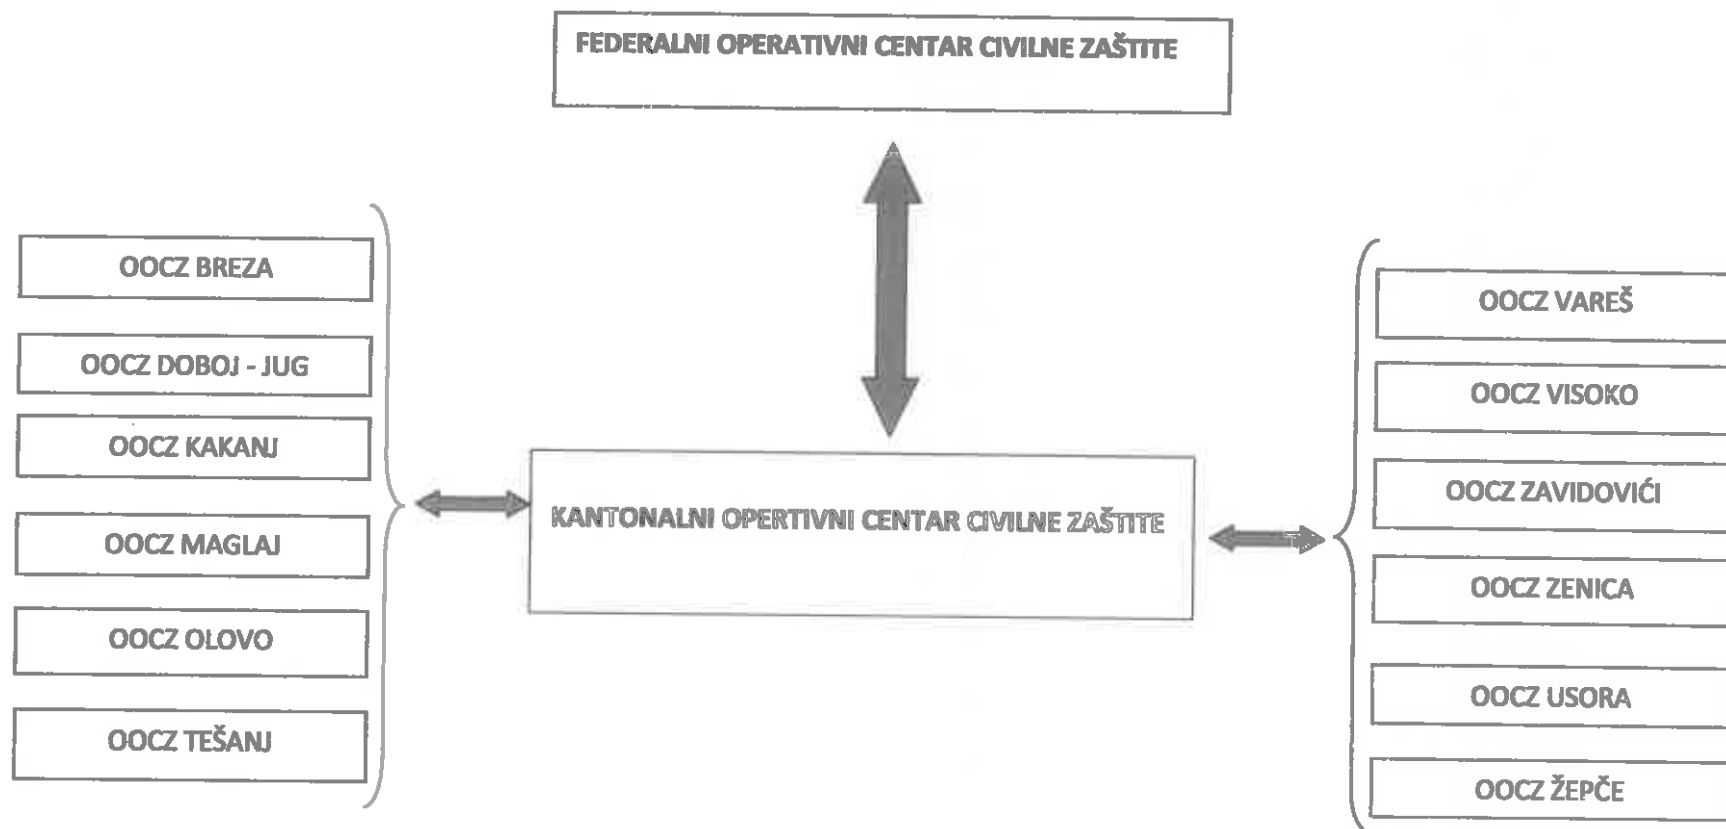 FEDERALNI OPERATIVNI CENTAR CIVILNE ZAŠTITE
OOCZ BREZA
OOCZ DOBOJ - JUG
OOCZ KAKANJ
OOCZ MAGLAJ
OOCZ OLOVO
OOCZ TEŠANJ
KANTONALNI OPERTIVNI CENTAR CIVILNE ZAŠTITE
OOCZ VAREŠ
OOCZ VISOKO
OOCZ ZAVIDOVIĆI
OOCZ ZENICA
OOCZ USORA
OOCZ ŽEPČE